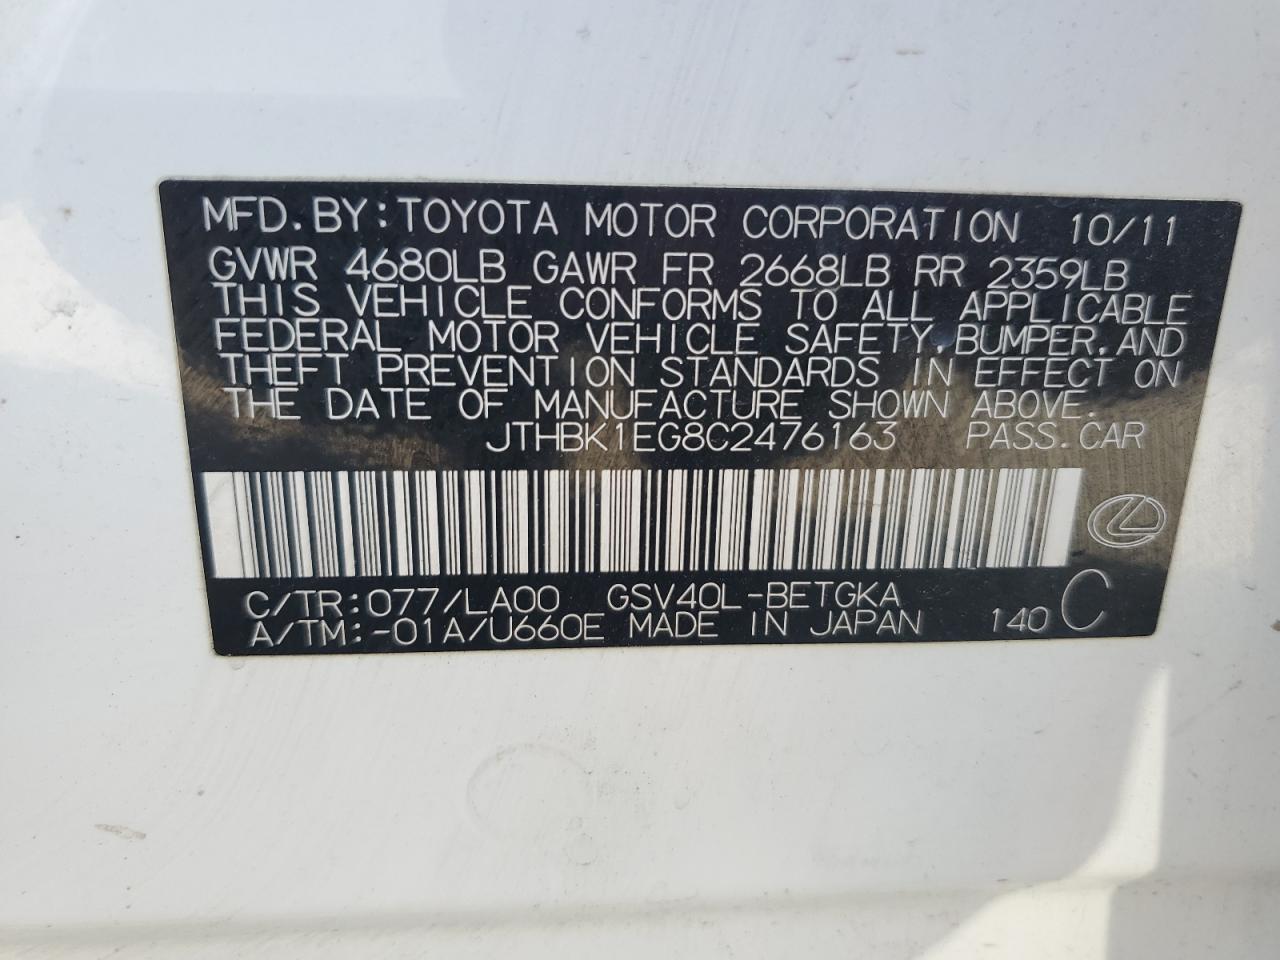 MFD.BY:TOYOTA MOTOR CORPORATION 10/11
GVWR 4680LB GAWR FR 2668LB RR 2359LB
THIS VEHICLE CONFORMS TO ALL APPLICABLE
FEDERAL MOTOR VEHICLE SAFETY,BUMPER,AND
THEFT PREVENTION STANDARDS IN EFFECT ON
THE DATE OF MANUFACTURE SHOWN ABOVE.
JTHBK1EG8C2476163 PASS.CAR
C/TR:077/LA00 GSV40L-BETGKA
A/TM:-01A/U660E MADE IN JAPAN 140 C